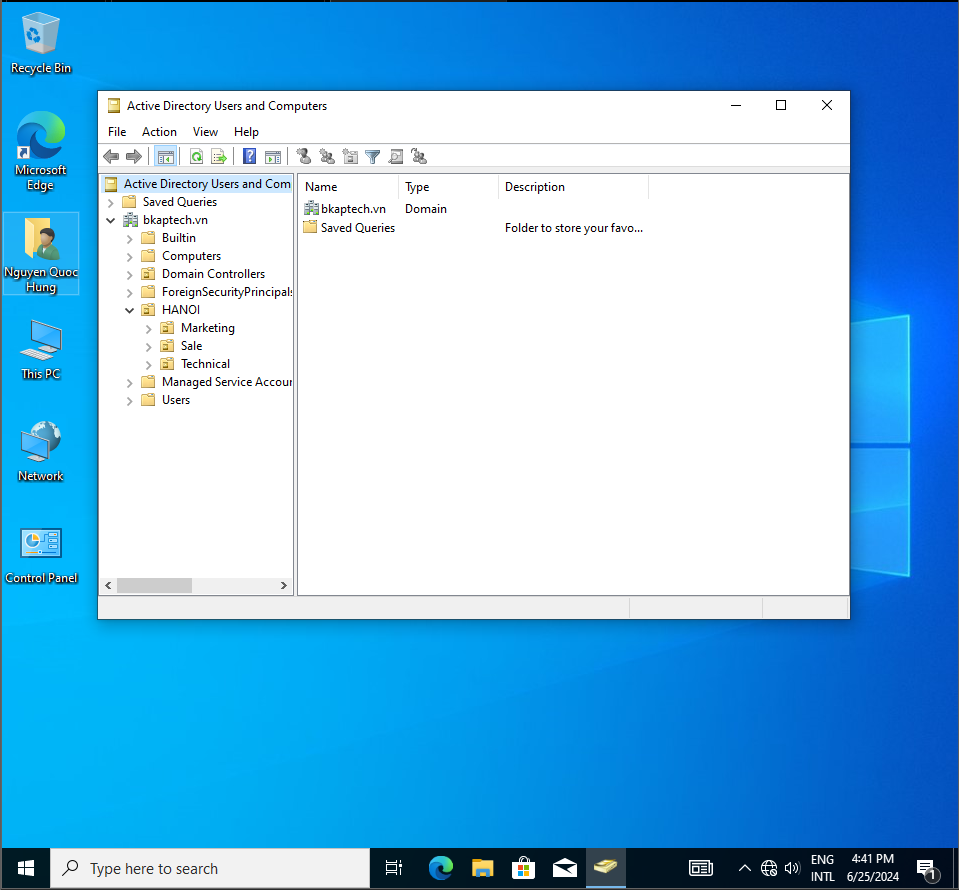 Recycle Bin
Microsoft
Edge
Nguyen Quoc
Hung
This PC
Network
Control Panel
Active Directory Users and Computers
File Action View Help
Active Directory Users and Com
Saved Queries
bkaptech.vn
Builtin
Computers
Domain Controllers
ForeignSecurityPrincipals
HANOI
Marketing
Sale
Technical
Managed Service Accour
Users
Name Type Description
bkaptech.vn Domain
Saved Queries Folder to store your favo...
Type here to search
ENG
INTL
4:41 PM
6/25/2024
1